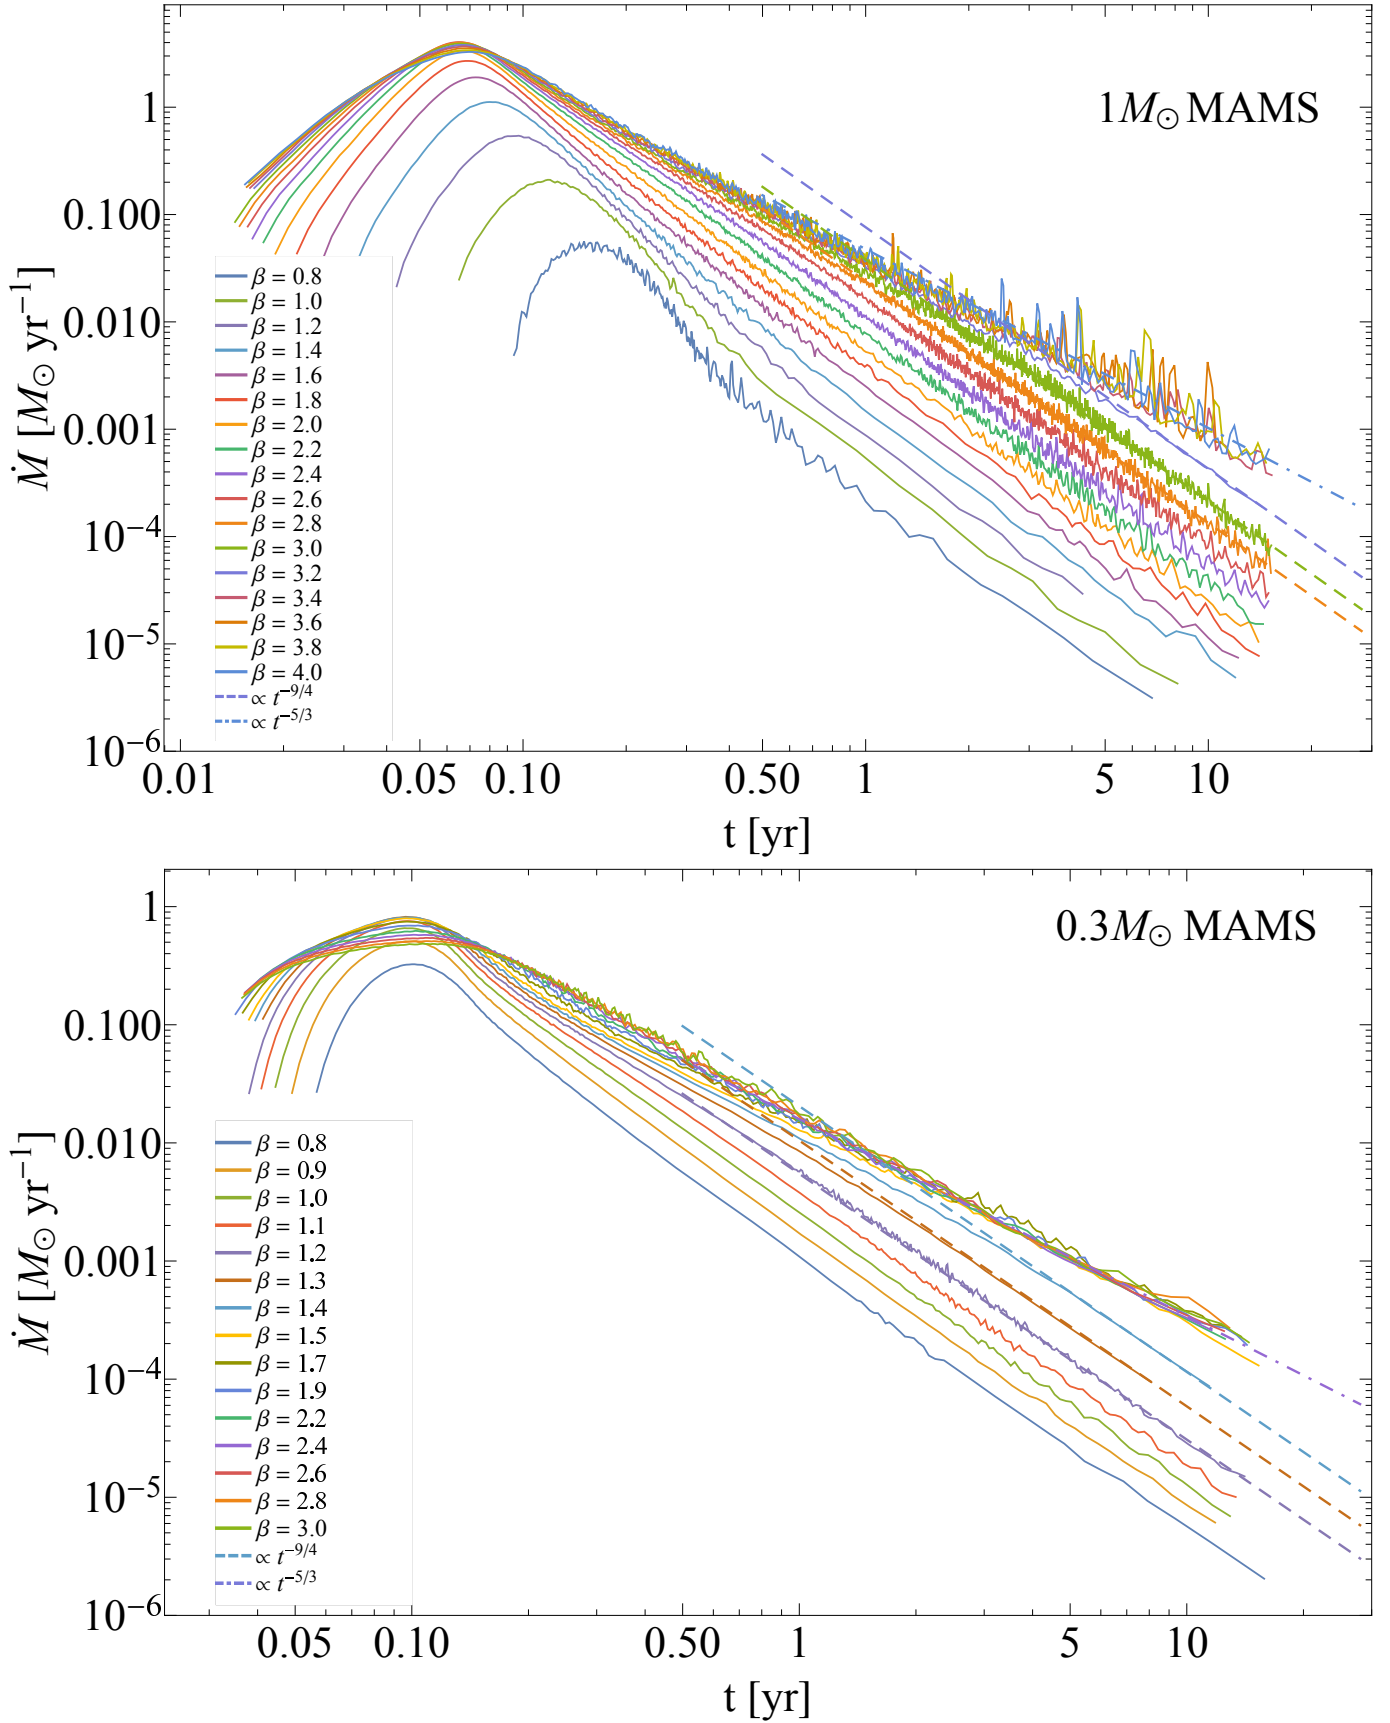 1M☉ MAMS
Ṁ [M☉ yr⁻¹]
1
0.100
0.010
0.001
10⁻⁴
10⁻⁵
10⁻⁶
β = 0.8
β = 1.0
β = 1.2
β = 1.4
β = 1.6
β = 1.8
β = 2.0
β = 2.2
β = 2.4
β = 2.6
β = 2.8
β = 3.0
β = 3.2
β = 3.4
β = 3.6
β = 3.8
β = 4.0
∝ t⁻⁹/⁴
∝ t⁻⁵/³
0.01 0.05 0.10 0.50 1 5 10
t [yr]
0.3M☉ MAMS
Ṁ [M☉ yr⁻¹]
1
0.100
0.010
0.001
10⁻⁴
10⁻⁵
10⁻⁶
β = 0.8
β = 0.9
β = 1.0
β = 1.1
β = 1.2
β = 1.3
β = 1.4
β = 1.5
β = 1.7
β = 1.9
β = 2.2
β = 2.4
β = 2.6
β = 2.8
β = 3.0
∝ t⁻⁹/⁴
∝ t⁻⁵/³
0.05 0.10 0.50 1 5 10
t [yr]